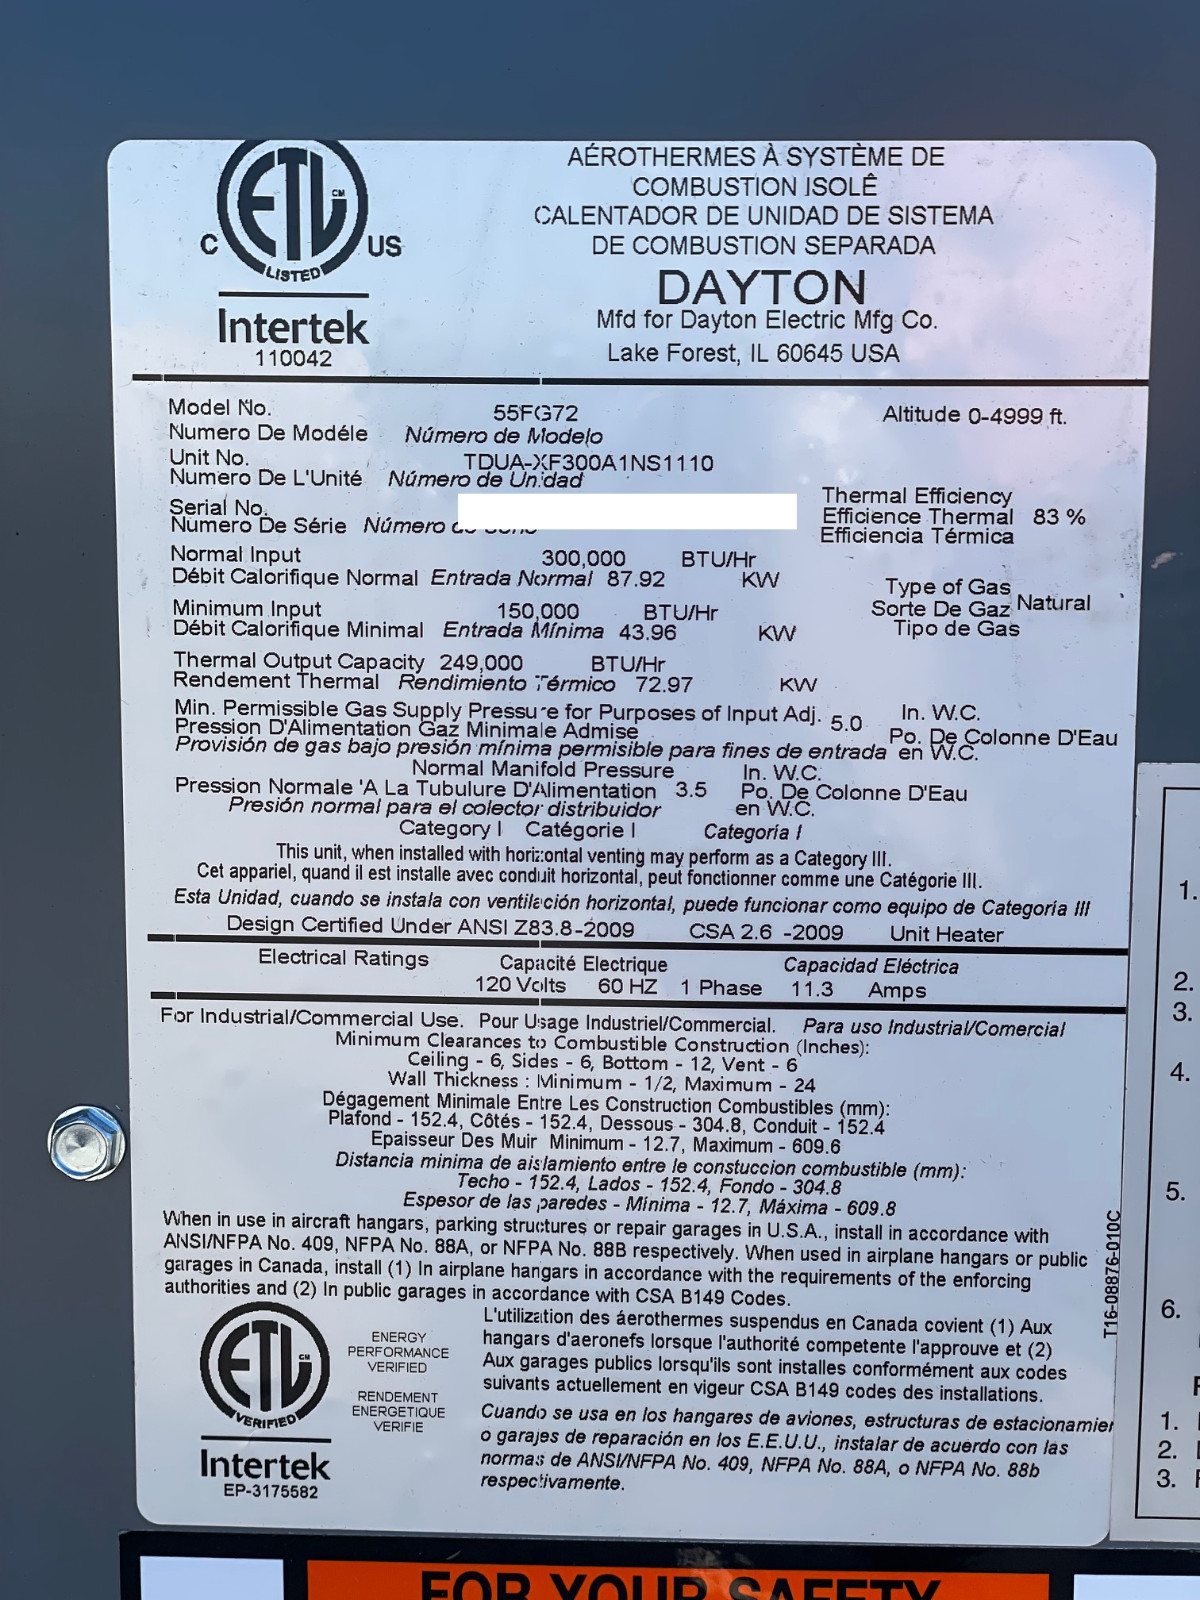 ETL CM
C US
LISTED
Intertek
110042
AÉROTHERMES À SYSTÈME DE
COMBUSTION ISOLÊ
CALENTADOR DE UNIDAD DE SISTEMA
DE COMBUSTION SEPARADA
DAYTON
Mfd for Dayton Electric Mfg Co.
Lake Forest, IL 60645 USA
Model No. 55FG72 Altitude 0-4999 ft.
Numero De Modéle Número de Modelo
Unit No. TDUA-XF300A1NS1110
Numero De L'Unité Número de Unidad
Serial No.
Numero De Série Número de Serie
Thermal Efficiency
Efficience Thermal 83 %
Efficiencia Térmica
Normal Input 300,000 BTU/Hr
Débit Calorifique Normal Entrada Normal 87.92 KW
Type of Gas
Sorte De Gaz Natural
Tipo de Gas
Minimum Input 150,000 BTU/Hr
Débit Calorifique Minimal Entrada Mínima 43.96 KW
Thermal Output Capacity 249,000 BTU/Hr
Rendement Thermal Rendimiento Térmico 72.97 KW
Min. Permissible Gas Supply Pressure for Purposes of Input Adj. 5.0 In. W.C.
Pression D'Alimentation Gaz Minimale Admise Po. De Colonne D'Eau
Provisión de gas bajo presión mínima permisible para fines de entrada en W.C.
Normal Manifold Pressure In. W.C.
Pression Normale 'A La Tubulure D'Alimentation 3.5 Po. De Colonne D'Eau
Presión normal para el colector distribuidor en W.C.
Category I Catégorie I Categoria I
This unit, when installed with horizontal venting may perform as a Category III.
Cet appariel, quand il est installe avec conduit horizontal, peut fonctionner comme une Catégorie III.
Esta Unidad, cuando se instala con ventilación horizontal, puede funcionar como equipo de Categoría III
Design Certified Under ANSI Z83.8-2009 CSA 2.6 -2009 Unit Heater
Electrical Ratings Capacité Electrique Capacidad Eléctrica
120 Volts 60 HZ 1 Phase 11.3 Amps
For Industrial/Commercial Use. Pour Usage Industriel/Commercial. Para uso Industrial/Comercial
Minimum Clearances to Combustible Construction (Inches):
Ceiling - 6, Sides - 6, Bottom - 12, Vent - 6
Wall Thickness : Minimum - 1/2, Maximum - 24
Dégagement Minimale Entre Les Construction Combustibles (mm):
Plafond - 152.4, Côtés - 152.4, Dessous - 304.8, Conduit - 152.4
Epaisseur Des Muir Minimum - 12.7, Maximum - 609.6
Distancia minima de aislamiento entre le constuccion combustible (mm):
Techo - 152.4, Lados - 152.4, Fondo - 304.8
Espesor de las paredes - Mínima - 12.7, Máxima - 609.8
When in use in aircraft hangars, parking structures or repair garages in U.S.A., install in accordance with
ANSI/NFPA No. 409, NFPA No. 88A, or NFPA No. 88B respectively. When used in airplane hangars or public
garages in Canada, install (1) In airplane hangars in accordance with the requirements of the enforcing
authorities and (2) In public garages in accordance with CSA B149 Codes.
T16-08876-010C
ETL CM
VERIFIED
Intertek
EP-3175582
ENERGY
PERFORMANCE
VERIFIED
RENDEMENT
ENERGETIQUE
VERIFIE
L'utilization des áerothermes suspendus en Canada covient (1) Aux
hangars d'aeronefs lorsque l'authorité competente l'approuve et (2)
Aux garages publics lorsqu'ils sont installes conformément aux codes
suivants actuellement en vigeur CSA B149 codes des installations.
Cuando se usa en los hangares de aviones, estructuras de estacionamier
o garajes de reparación en los E.E.U.U., instalar de acuerdo con las
normas de ANSI/NFPA No. 409, NFPA No. 88A, o NFPA No. 88b
respectivamente.
1.
2.
3.
4.
5.
6.
1.
2.
3.
FOR YOUR SAFETY